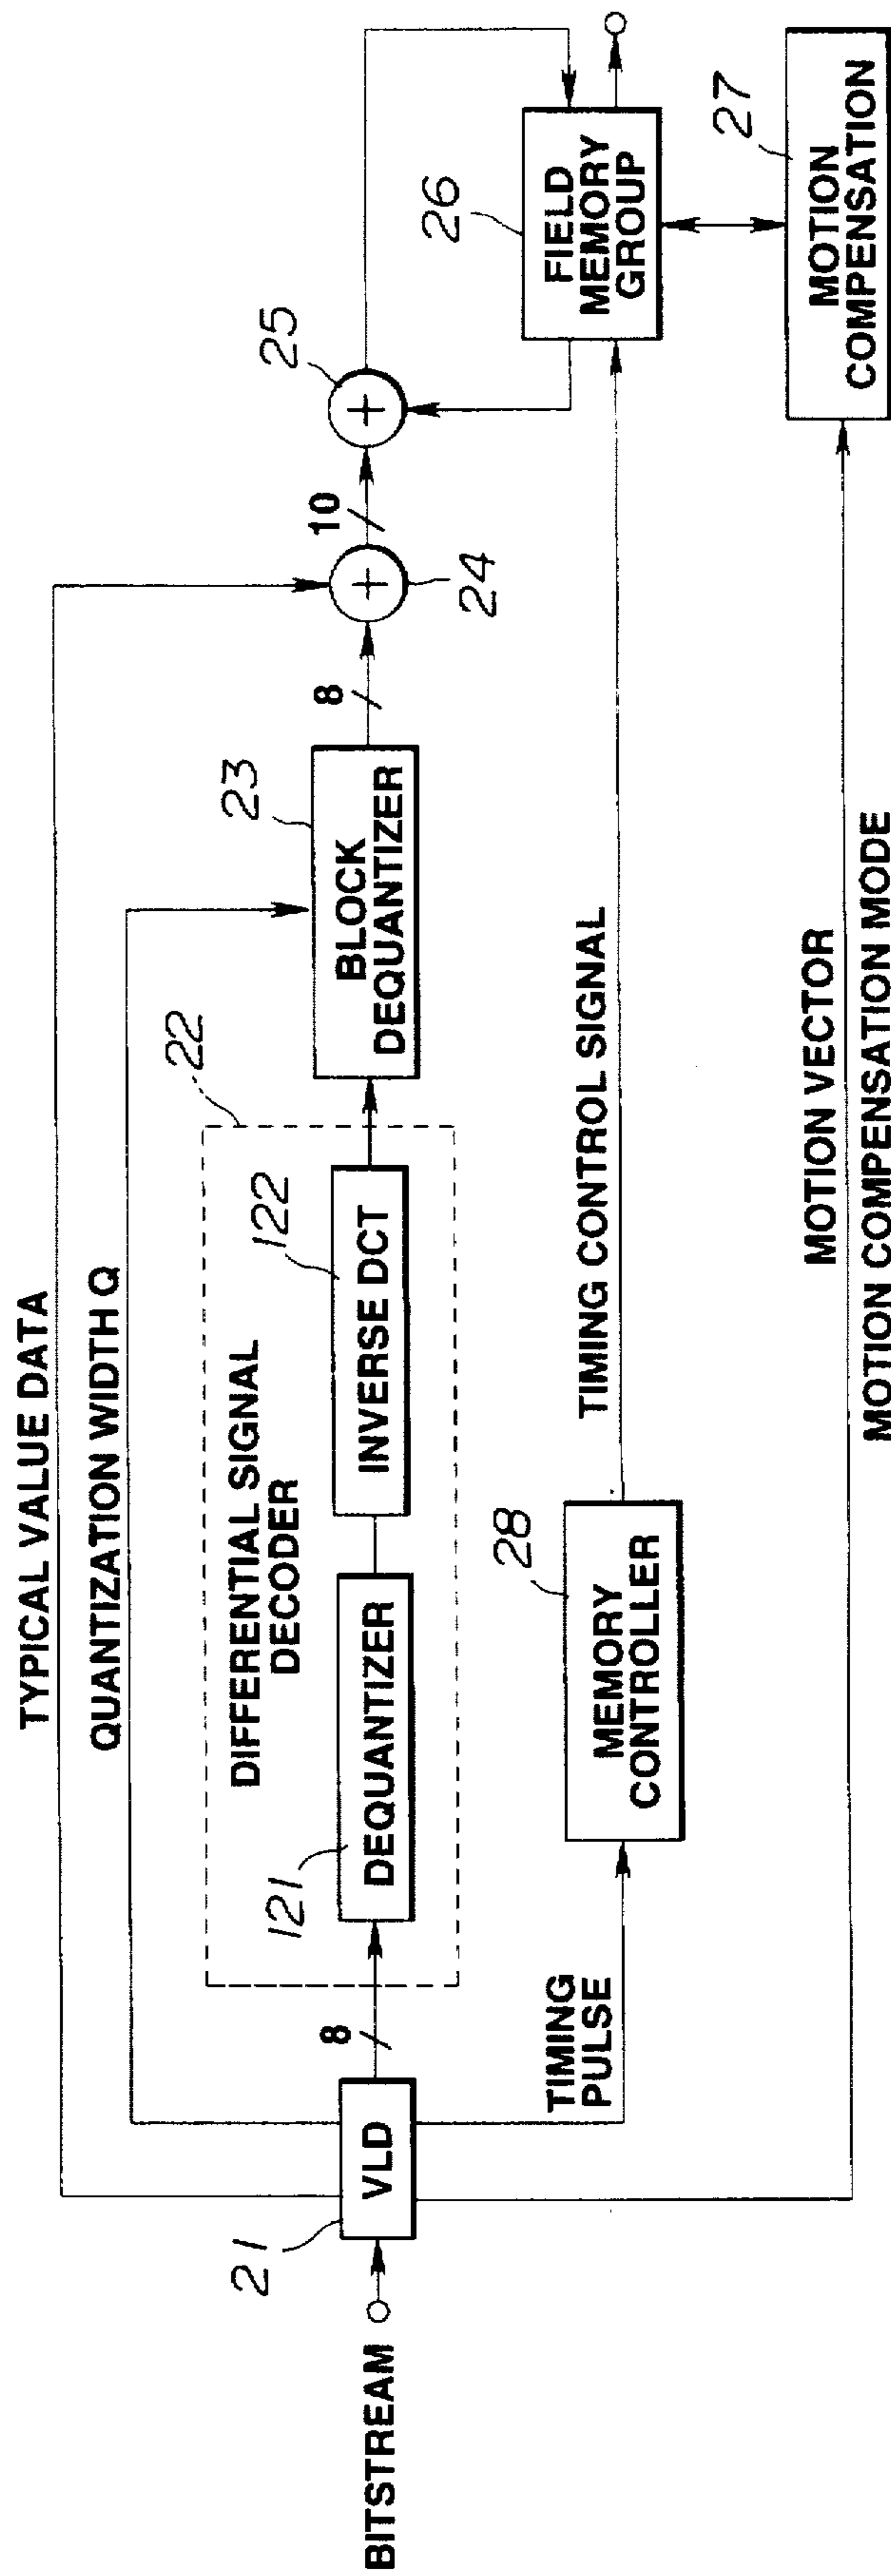 TYPICAL VALUE DATA
QUANTIZATION WIDTH Q
22
DIFFERENTIAL SIGNAL
DECODER
BITSTREAM
21
VLD
8
121
DEQUANTIZER
122
INVERSE DCT
23
BLOCK
DEQUANTIZER
8
24
10
25
TIMING
PULSE
28
MEMORY
CONTROLLER
TIMING CONTROL SIGNAL
26
FIELD
MEMORY
GROUP
MOTION VECTOR
MOTION COMPENSATION MODE
27
MOTION
COMPENSATION